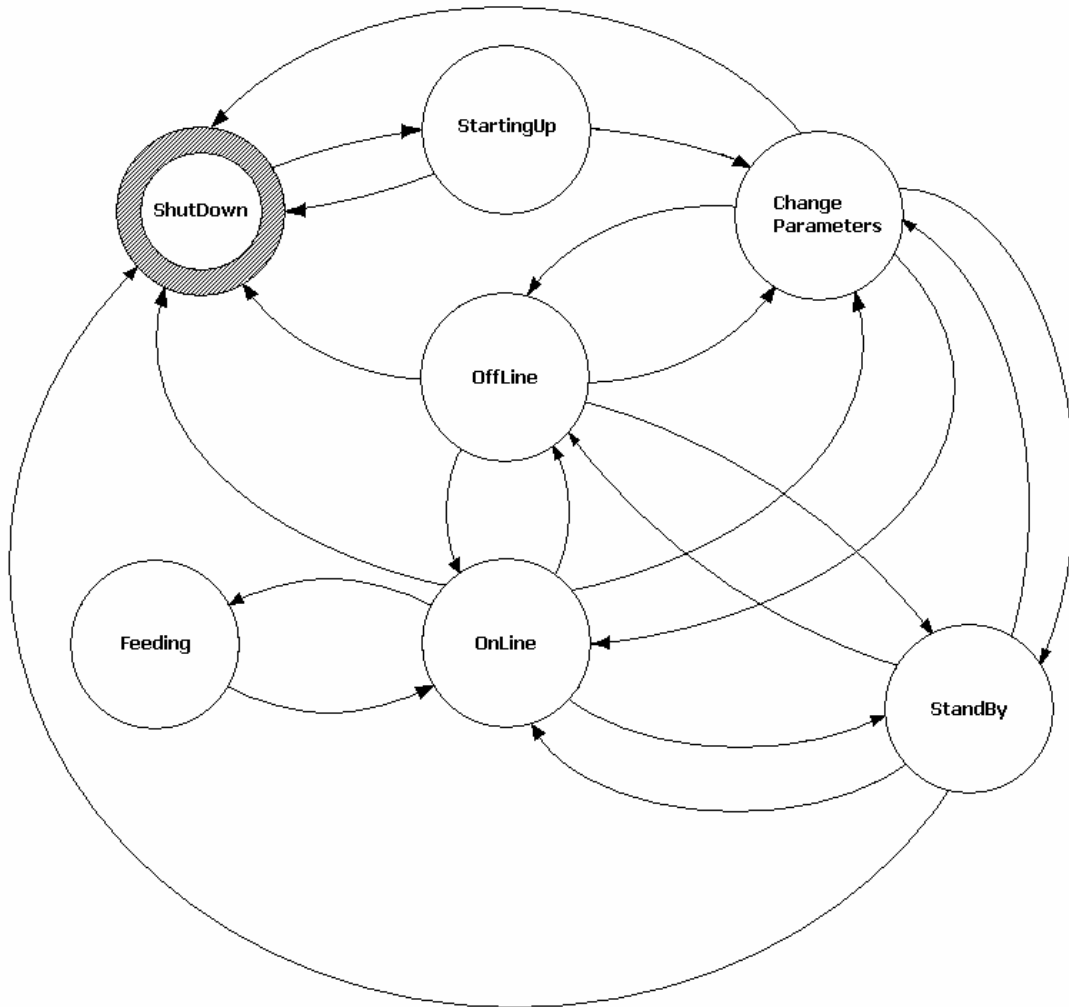 StartingUp
ShutDown
Change
Parameters
OffLine
Feeding
OnLine
StandBy